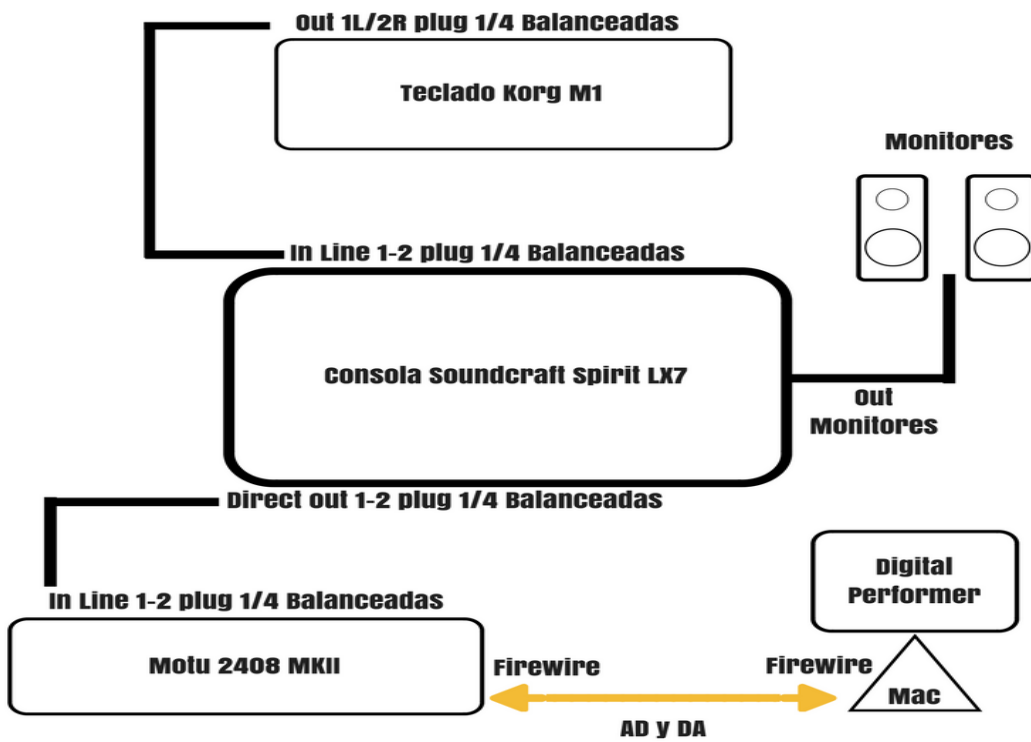 Out 1L/2R plug 1/4 Balanceadas
Teclado Korg M1
Monitores
In Line 1-2 plug 1/4 Balanceadas
Consola Soundcraft Spirit LX7
Out
Monitores
Direct out 1-2 plug 1/4 Balanceadas
Digital
Performer
In Line 1-2 plug 1/4 Balanceadas
Motu 2408 MKII
Firewire
Firewire
Mac
AD y DA